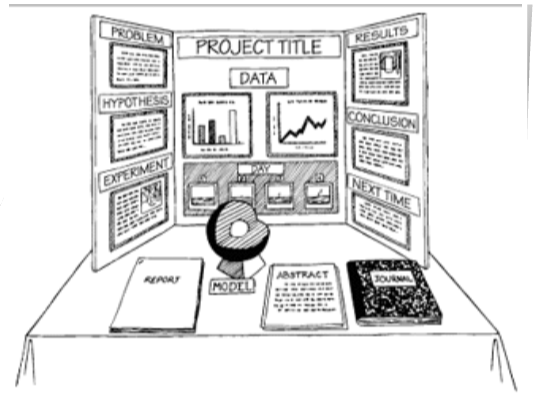 PROBLEM
HYPOTHESIS
EXPERIMENT
PROJECT TITLE
DATA
DAY
RESULTS
CONCLUSION
NEXT TIME
MODEL
REPORT
ABSTRACT
JOURNAL